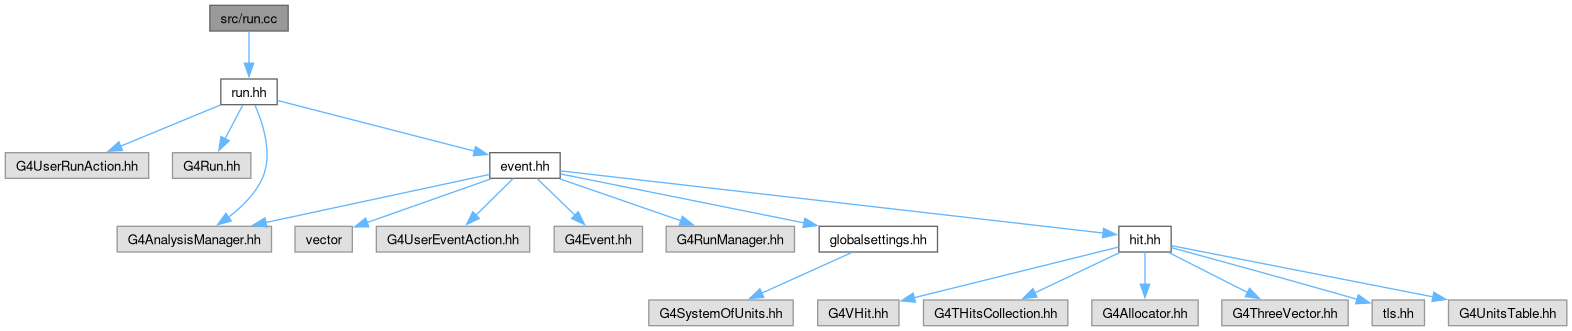 src/run.cc
run.hh
G4UserRunAction.hh
G4Run.hh
event.hh
G4AnalysisManager.hh
vector
G4UserEventAction.hh
G4Event.hh
G4RunManager.hh
globalsettings.hh
hit.hh
G4SystemOfUnits.hh
G4VHit.hh
G4THitsCollection.hh
G4Allocator.hh
G4ThreeVector.hh
tls.hh
G4UnitsTable.hh